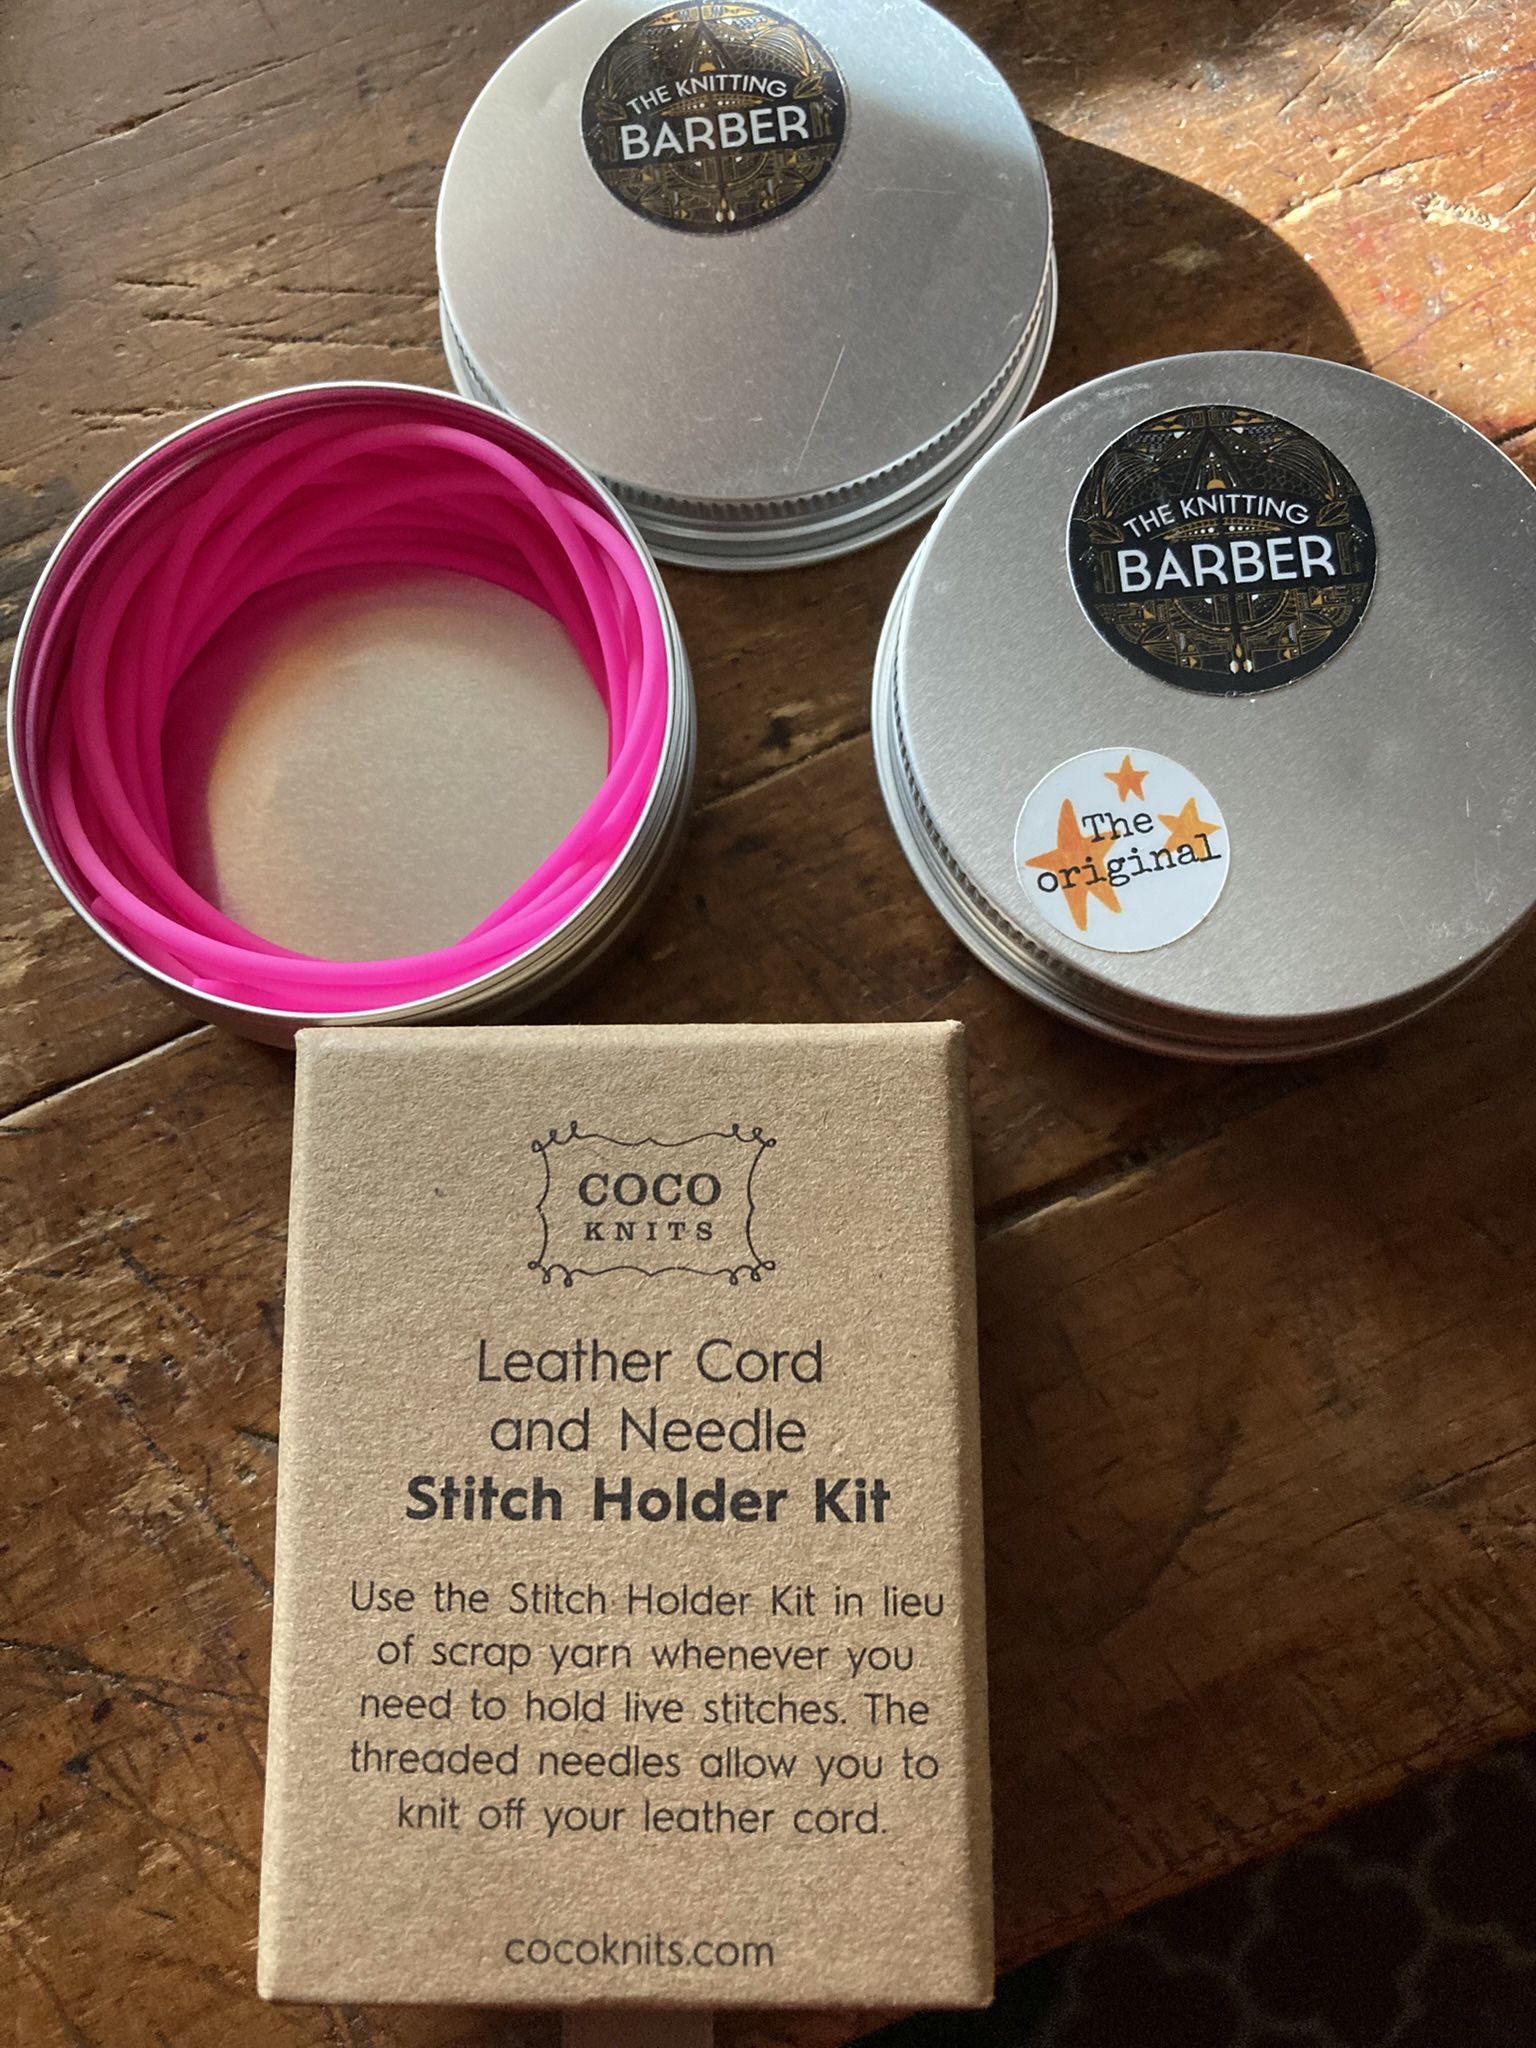 THE KNITTING
BARBER
THE KNITTING
BARBER
The
original
COCO
KNITS
Leather Cord
and Needle
Stitch Holder Kit
Use the Stitch Holder Kit in lieu
of scrap yarn whenever you
need to hold live stitches. The
threaded needles allow you to
knit off your leather cord.
cocoknits.com